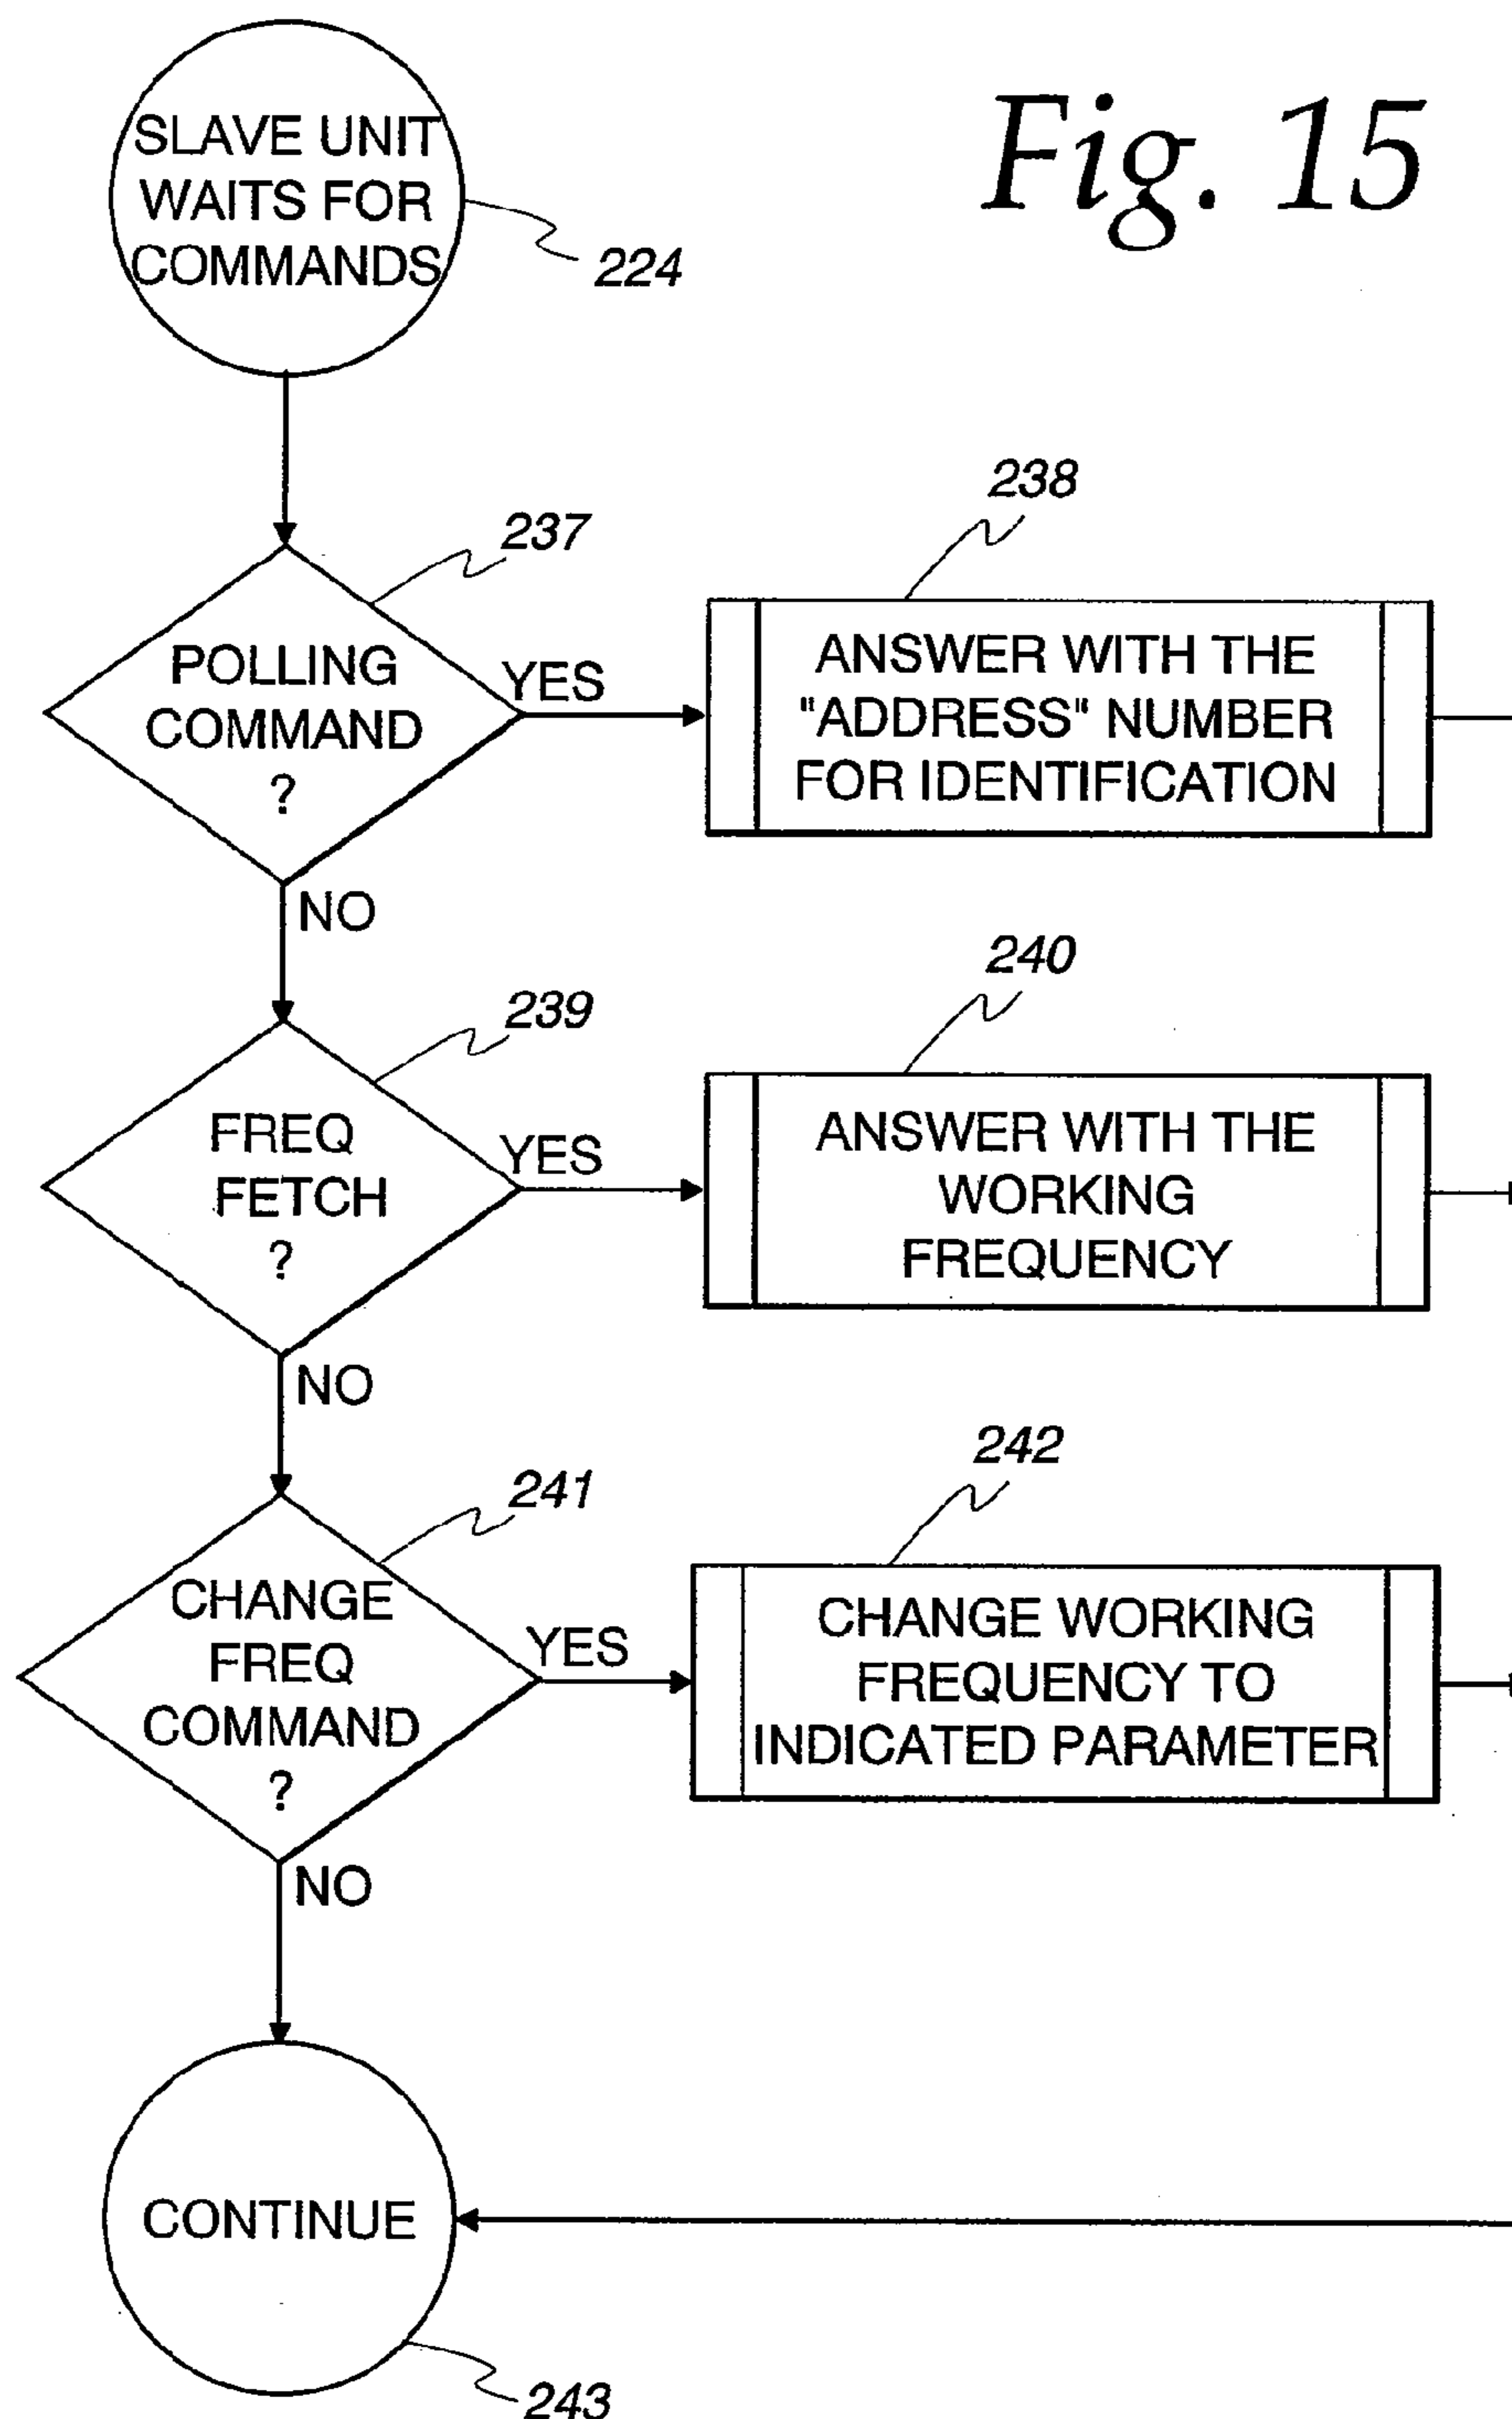 Fig. 15
SLAVE UNIT
WAITS FOR
COMMANDS
224
237
POLLING
COMMAND
?
YES
NO
238
ANSWER WITH THE
"ADDRESS" NUMBER
FOR IDENTIFICATION
239
FREQ
FETCH
?
YES
NO
240
ANSWER WITH THE
WORKING
FREQUENCY
241
CHANGE
FREQ
COMMAND
?
YES
NO
242
CHANGE WORKING
FREQUENCY TO
INDICATED PARAMETER
CONTINUE
243